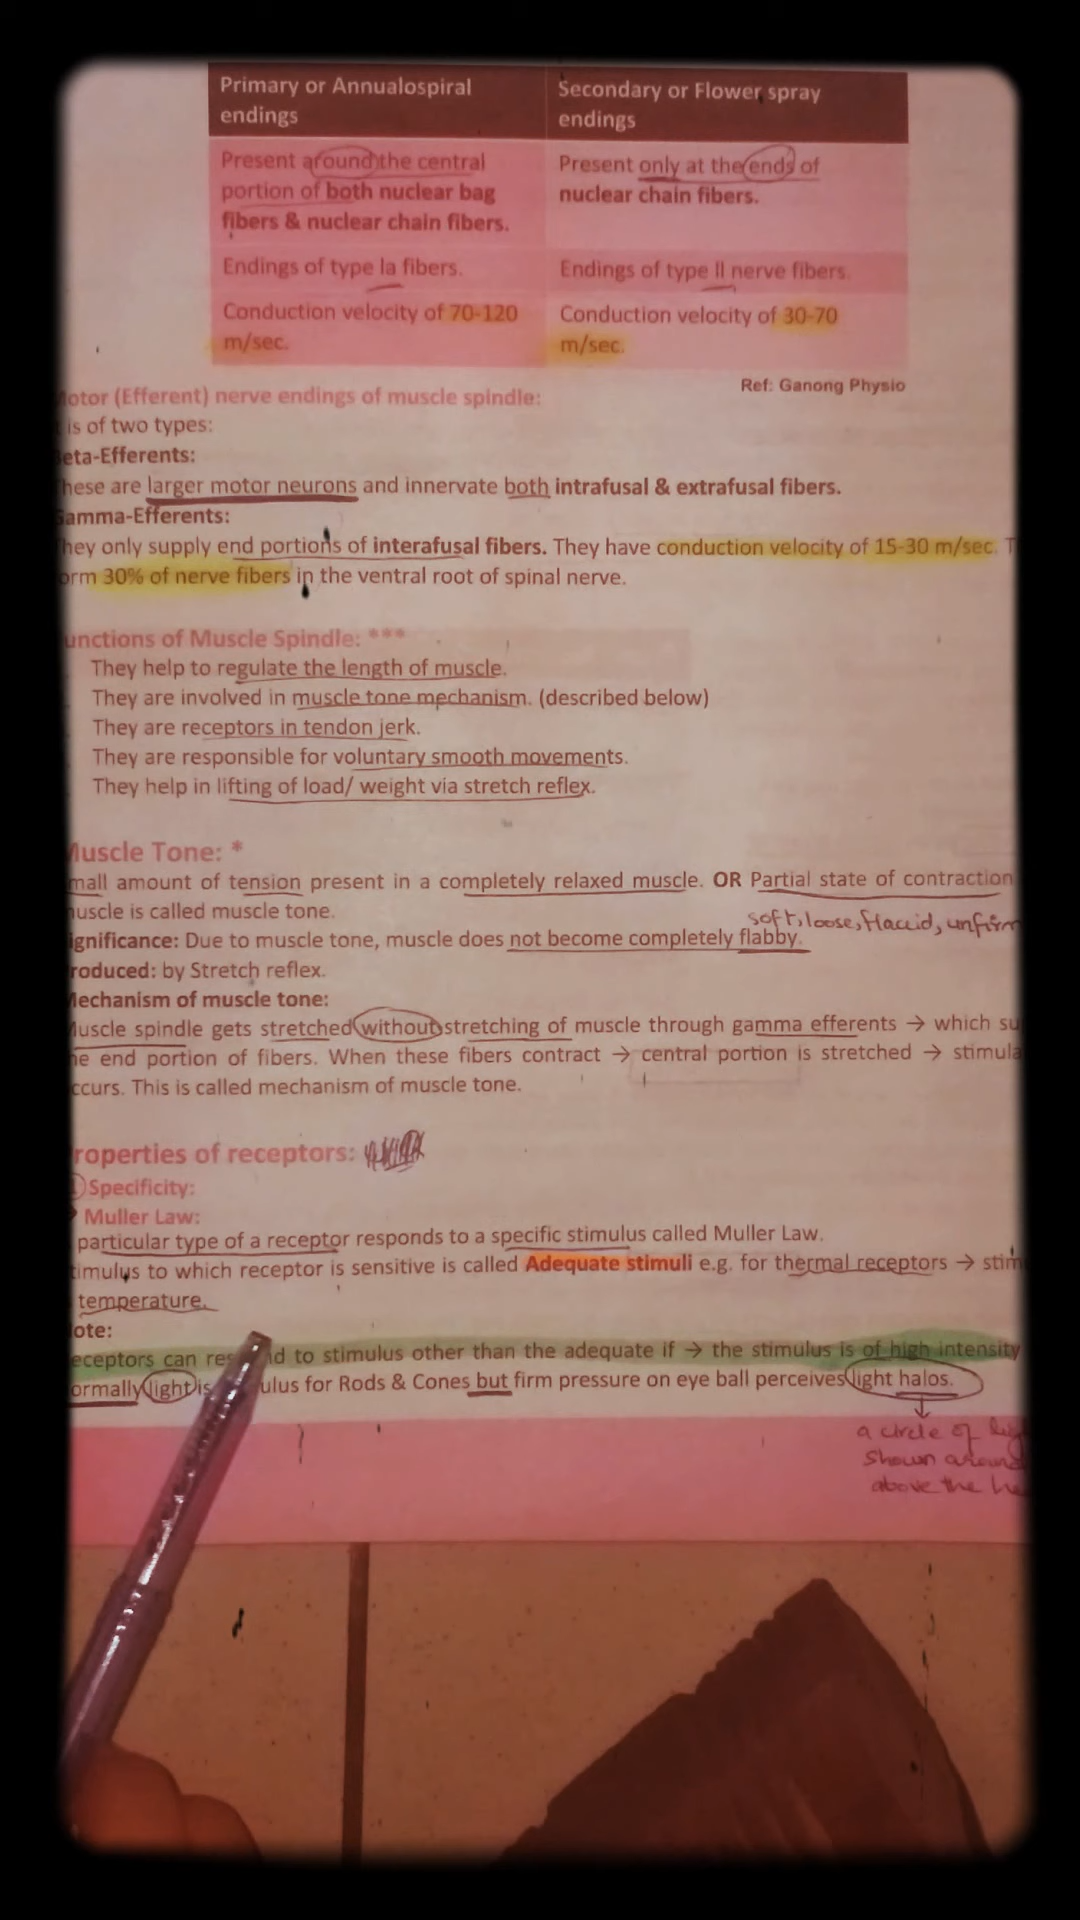 Primary or Annualospiral endings
Secondary or Flower spray endings
Present around the central portion of both nuclear bag fibers & nuclear chain fibers.
Present only at the ends of nuclear chain fibers.
Endings of type Ia fibers.
Endings of type II nerve fibers.
Conduction velocity of 70-120 m/sec.
Conduction velocity of 30-70 m/sec.
Ref: Ganong Physio
otor (Efferent) nerve endings of muscle spindle:
is of two types:
eta-Efferents:
hese are larger motor neurons and innervate both intrafusal & extrafusal fibers.
amma-Efferents:
hey only supply end portions of interafusal fibers. They have conduction velocity of 15-30 m/sec. T
orm 30% of nerve fibers in the ventral root of spinal nerve.
unctions of Muscle Spindle: ***
They help to regulate the length of muscle.
They are involved in muscle tone mechanism. (described below)
They are receptors in tendon jerk.
They are responsible for voluntary smooth movements.
They help in lifting of load/ weight via stretch reflex.
Muscle Tone: *
mall amount of tension present in a completely relaxed muscle. OR Partial state of contraction
uscle is called muscle tone.
soft, loose, flaccid, unfirm
ignificance: Due to muscle tone, muscle does not become completely flabby.
roduced: by Stretch reflex.
Mechanism of muscle tone:
Muscle spindle gets stretched without stretching of muscle through gamma efferents → which su
he end portion of fibers. When these fibers contract → central portion is stretched → stimula
ccurs. This is called mechanism of muscle tone.
roperties of receptors:
Specificity:
Muller Law:
particular type of a receptor responds to a specific stimulus called Muller Law.
timulus to which receptor is sensitive is called Adequate stimuli e.g. for thermal receptors → stim
temperature.
ote:
eceptors can res nd to stimulus other than the adequate if → the stimulus is of high intensity
ormally light is ulus for Rods & Cones but firm pressure on eye ball perceives light halos.
a circle of lig
shown around
above the he